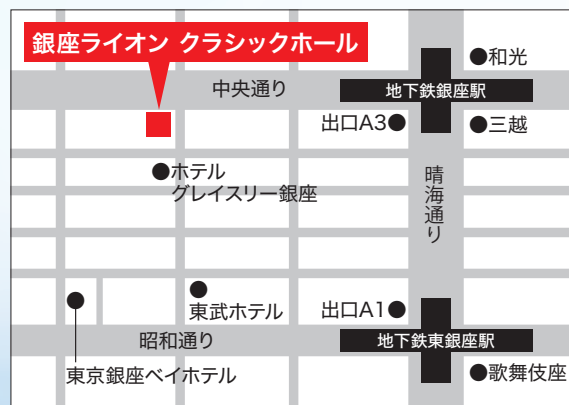 銀座ライオン クラシックホール
●和光
中央通り
地下鉄銀座駅
出口A3●
●三越
●ホテル
グレイスリー銀座
晴海通り
●
東武ホテル
出口A1●
昭和通り
地下鉄東銀座駅
東京銀座ベイホテル
●歌舞伎座